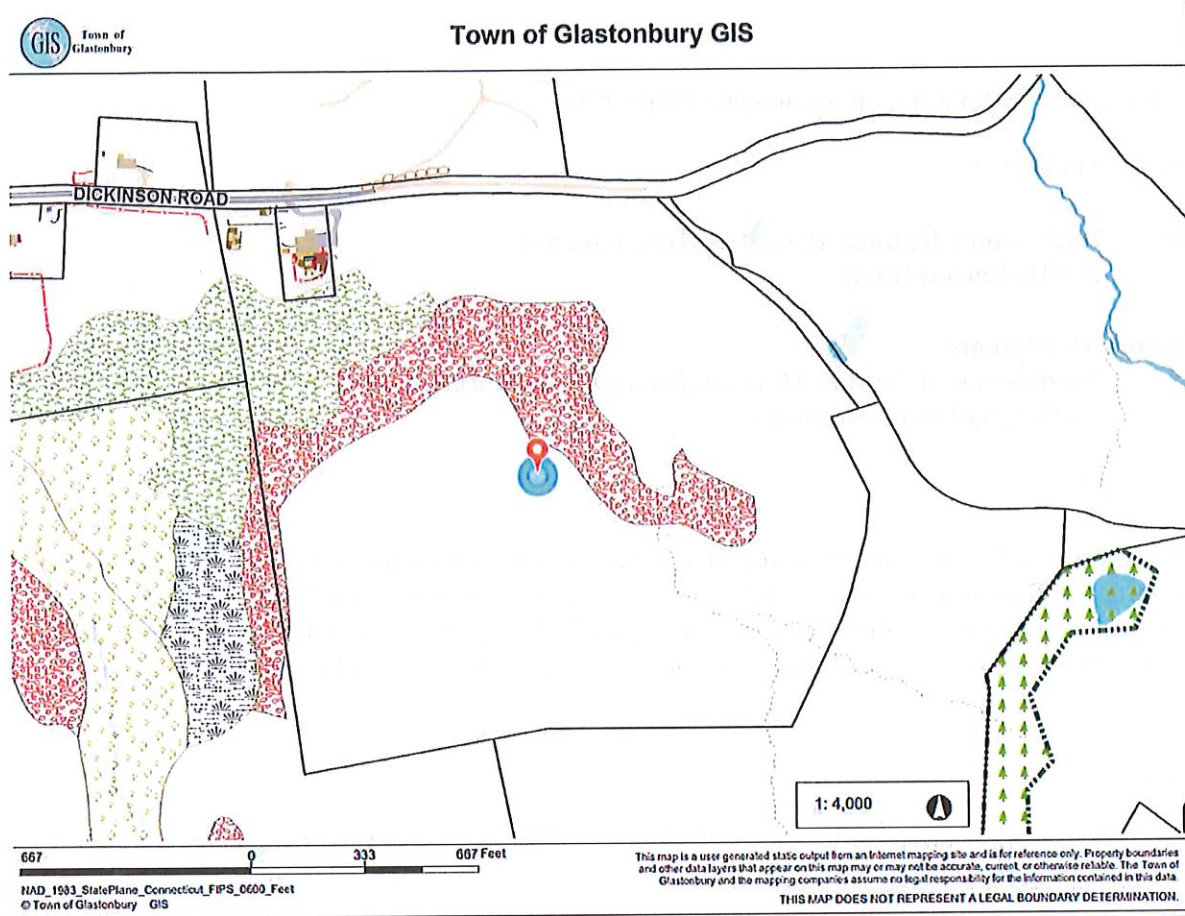 GIS
Town of
Glastonbury
Town of Glastonbury GIS
DICKINSON ROAD
1: 4,000
667
0
333
667 Feet
NAD_1983_StatePlane_Connecticut_FIPS_0600_Feet
© Town of Glastonbury GIS
This map is a user generated static output from an Internet mapping site and is for reference only. Property boundaries
and other data layers that appear on this map may or may not be accurate, current, or otherwise reliable. The Town of
Glastonbury and the mapping companies assume no legal responsibility for the information contained in this data.
THIS MAP DOES NOT REPRESENT A LEGAL BOUNDARY DETERMINATION.